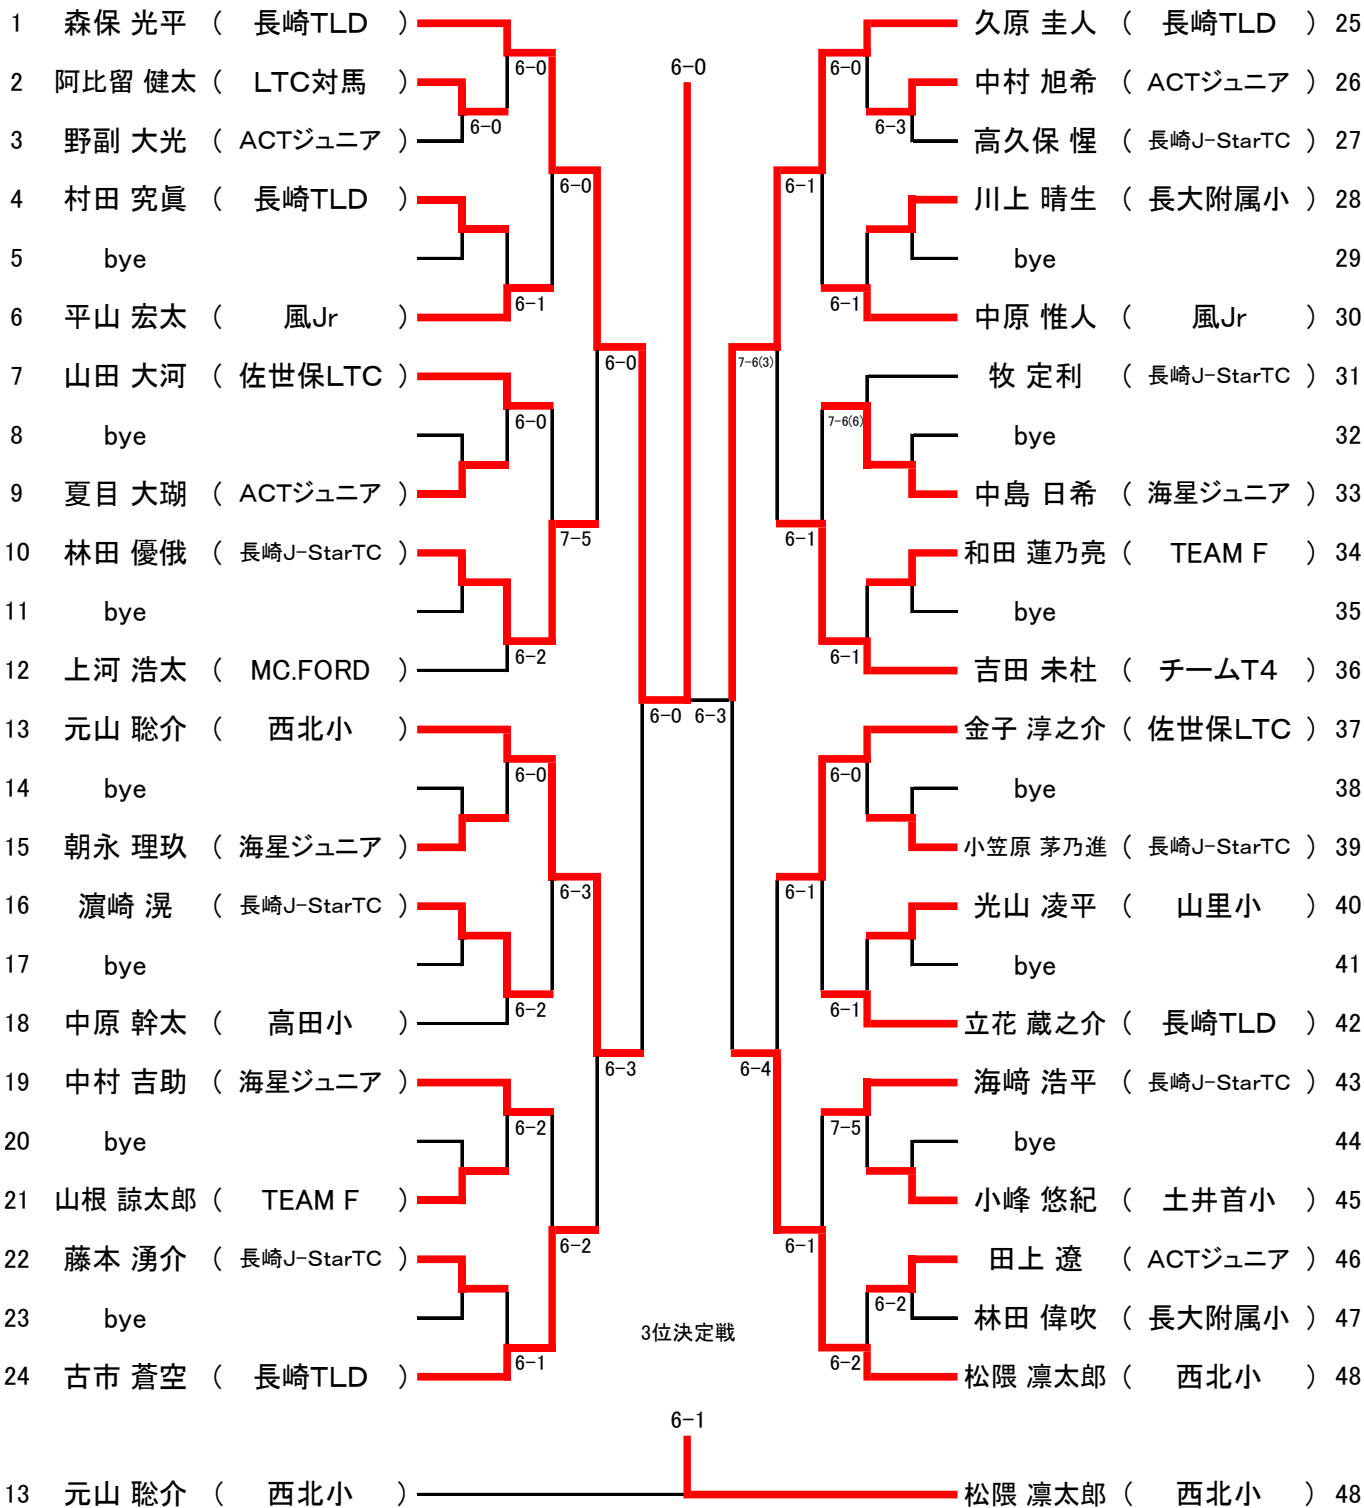 1 森保 光平 ( 長崎TLD ) 久原 圭人 ( 長崎TLD ) 25
6-0 6-0 6-0
2 阿比留 健太 ( LTC対馬 ) 中村 旭希 ( ACTジュニア ) 26
6-0 6-3
3 野副 大光 ( ACTジュニア ) 高久保 惺 ( 長崎J-StarTC ) 27
6-0 6-1
4 村田 究眞 ( 長崎TLD ) 川上 晴生 ( 長大附属小 ) 28
5 bye bye 29
6-1 6-1
6 平山 宏太 ( 風Jr ) 中原 惟人 ( 風Jr ) 30
6-0 7-6(3)
7 山田 大河 ( 佐世保LTC ) 牧 定利 ( 長崎J-StarTC ) 31
6-0 7-6(6)
8 bye bye 32
9 夏目 大瑚 ( ACTジュニア ) 中島 日希 ( 海星ジュニア ) 33
7-5 6-1
10 林田 優俄 ( 長崎J-StarTC ) 和田 蓮乃亮 ( TEAM F ) 34
11 bye bye 35
6-2 6-1
12 上河 浩太 ( MC.FORD ) 吉田 未杜 ( チームT4 ) 36
6-0 6-3
13 元山 聡介 ( 西北小 ) 金子 淳之介 ( 佐世保LTC ) 37
6-0 6-0
14 bye bye 38
15 朝永 理玖 ( 海星ジュニア ) 小笠原 茅乃進 ( 長崎J-StarTC ) 39
6-3 6-1
16 濵崎 滉 ( 長崎J-StarTC ) 光山 凌平 ( 山里小 ) 40
17 bye bye 41
6-2 6-1
18 中原 幹太 ( 高田小 ) 立花 蔵之介 ( 長崎TLD ) 42
6-3 6-4
19 中村 吉助 ( 海星ジュニア ) 海﨑 浩平 ( 長崎J-StarTC ) 43
6-2 7-5
20 bye bye 44
21 山根 諒太郎 ( TEAM F ) 小峰 悠紀 ( 土井首小 ) 45
6-2 6-1
22 藤本 湧介 ( 長崎J-StarTC ) 田上 遼 ( ACTジュニア ) 46
6-2
23 bye 林田 偉吹 ( 長大附属小 ) 47
3位決定戦
6-1 6-2
24 古市 蒼空 ( 長崎TLD ) 松隈 凛太郎 ( 西北小 ) 48
6-1
13 元山 聡介 ( 西北小 ) 松隈 凛太郎 ( 西北小 ) 48